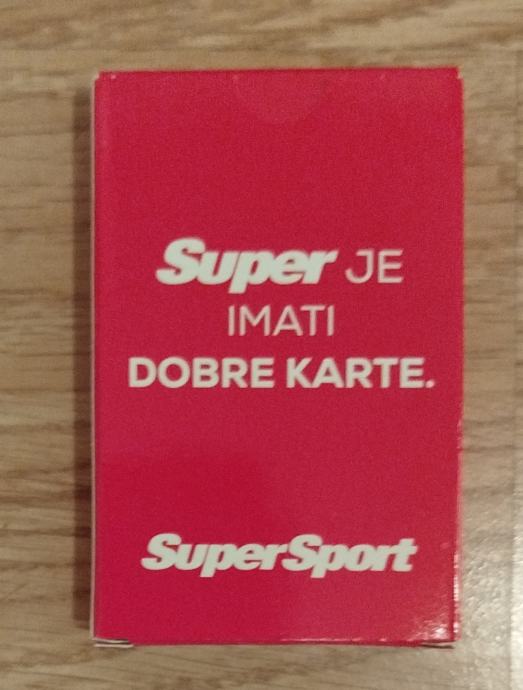 Super JE
IMATI
DOBRE KARTE.
SuperSport